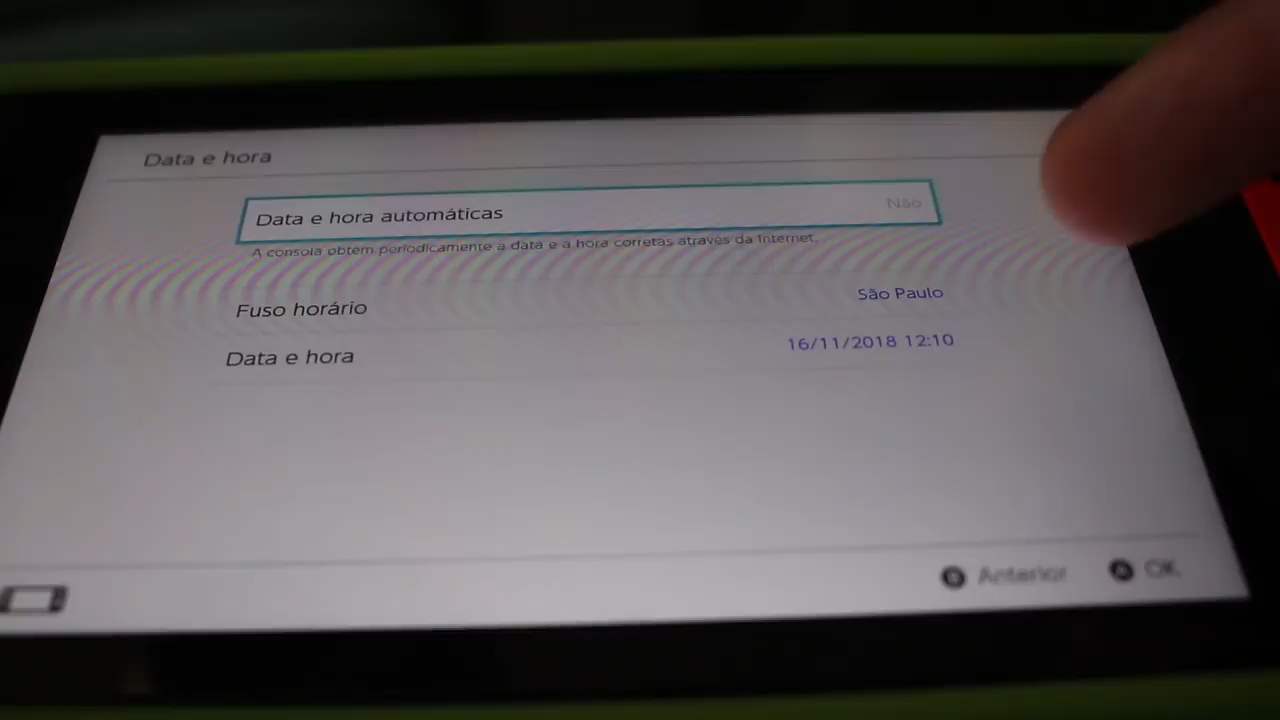 Data e hora
Data e hora automáticas Não
A consola obtém periodicamente a data e a hora corretas através da Internet.
Fuso horário São Paulo
Data e hora 16/11/2018 12:10
B Anterior A OK